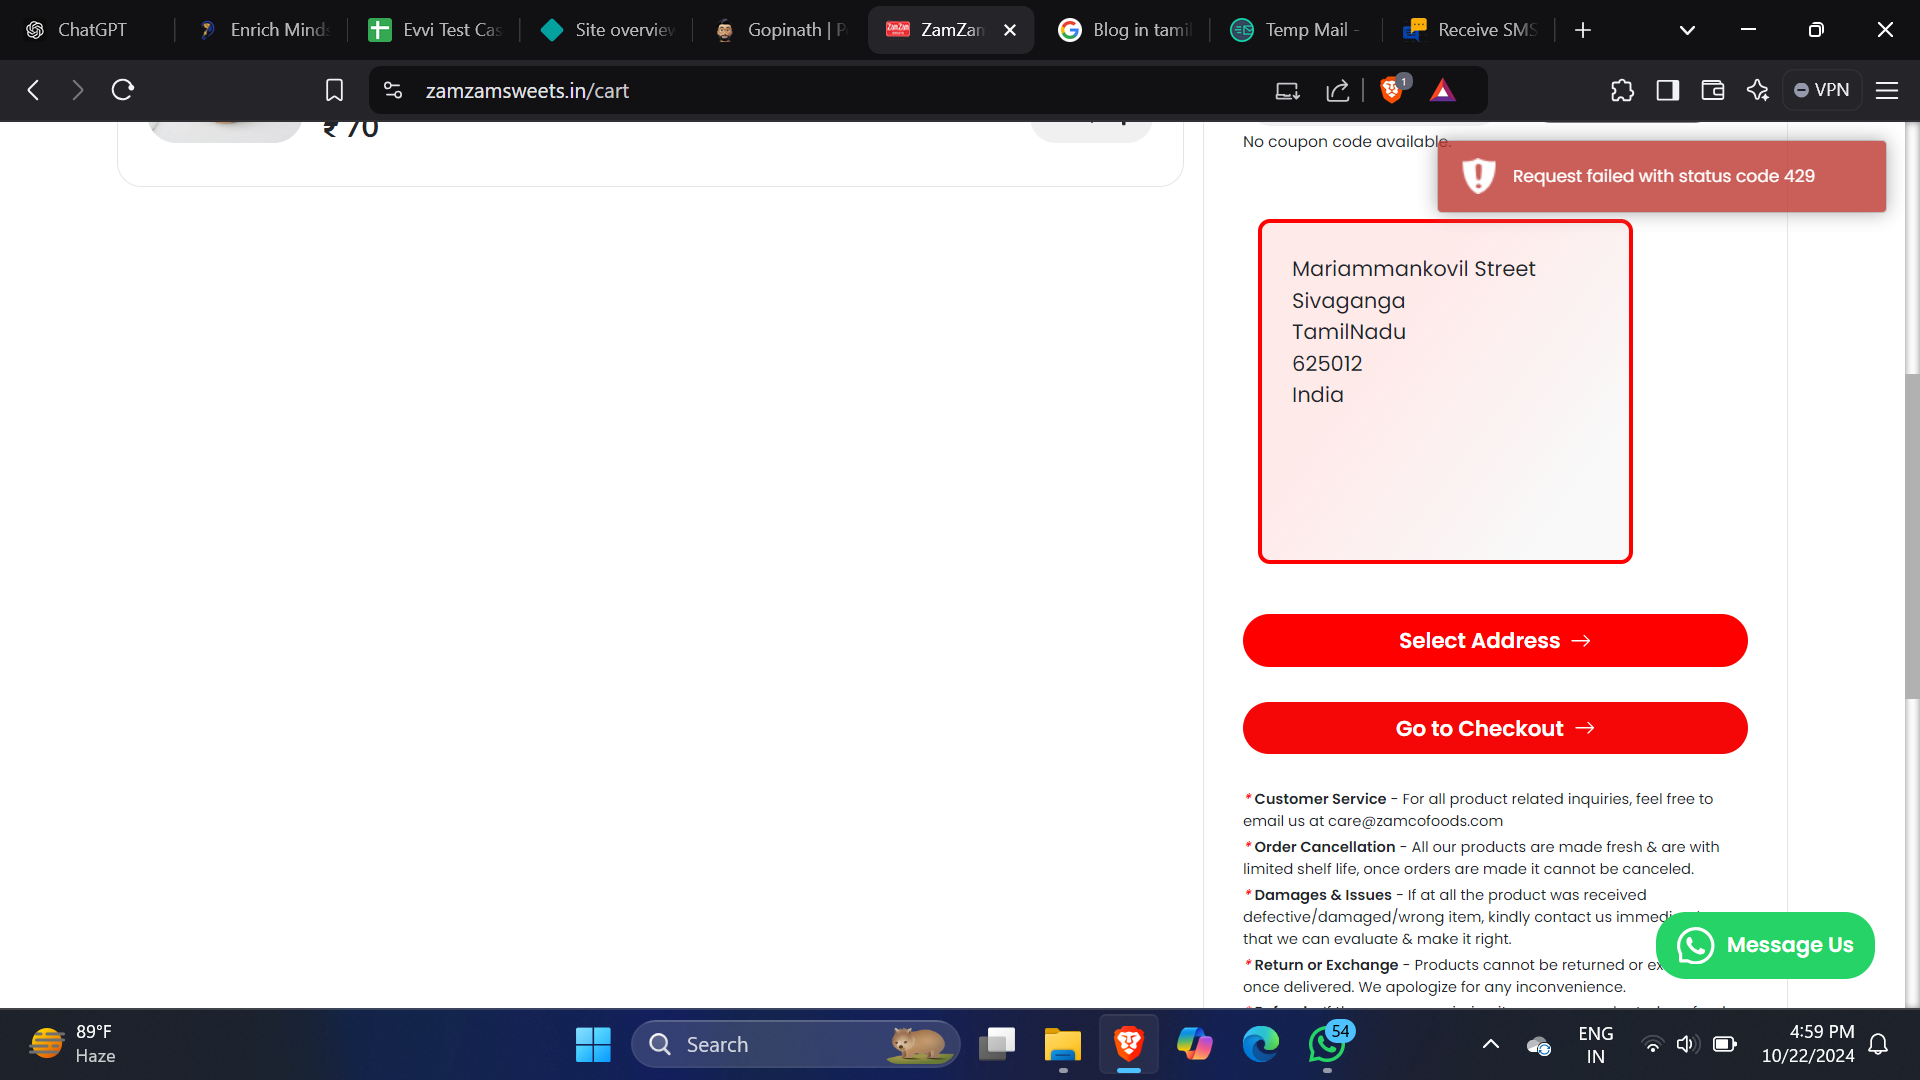 ChatGPT
Enrich Minds
Evvi Test Cas
Site overview
Gopinath | P
ZamZam
Blog in tamil
Temp Mail -
Receive SMS
zamzamsweets.in/cart
1
VPN
₹ 70
No coupon code available.
Request failed with status code 429
Mariammankovil Street
Sivaganga
TamilNadu
625012
India
Select Address →
Go to Checkout →
* Customer Service - For all product related inquiries, feel free to
email us at care@zamcofoods.com
* Order Cancellation - All our products are made fresh & are with
limited shelf life, once orders are made it cannot be canceled.
* Damages & Issues - If at all the product was received
defective/damaged/wrong item, kindly contact us
that we can evaluate & make it right.
* Return or Exchange - Products cannot be returned or
once delivered. We apologize for any inconvenience.
Message Us
89°F
Haze
Search
54
ENG
IN
4:59 PM
10/22/2024